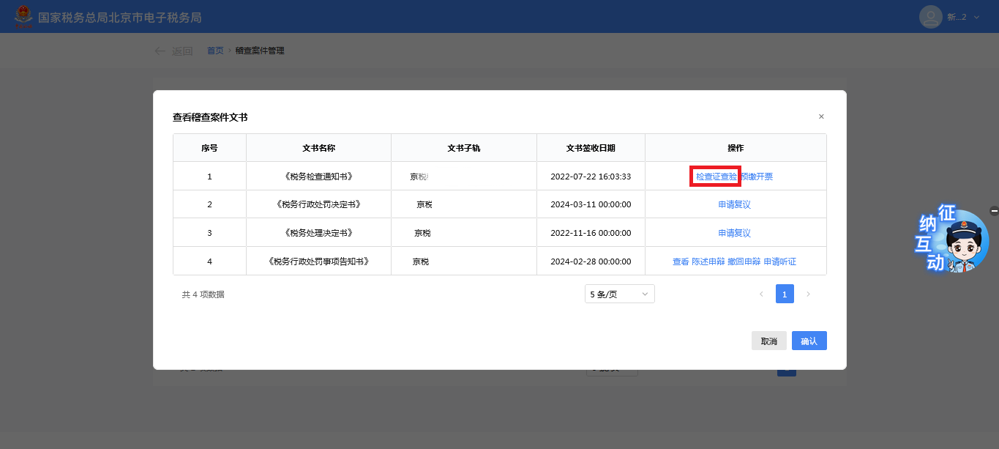 国家税务总局北京市电子税务局
新...2
返回 首页 › 稽查案件管理
查看稽查案件文书
×
序号 文书名称 文书子轨 文书签收日期 操作
1 《税务检查通知书》 京税 2022-07-22 16:03:33 检查证查验 预缴开票
2 《税务行政处罚决定书》 京税 2024-03-11 00:00:00 申请复议
3 《税务处理决定书》 京税 2022-11-16 00:00:00 申请复议
4 《税务行政处罚事项告知书》 京税 2024-02-28 00:00:00 查看 陈述申辩 撤回申辩 申请听证
共 4 项数据 5 条/页 1
取消 确认
征纳互动